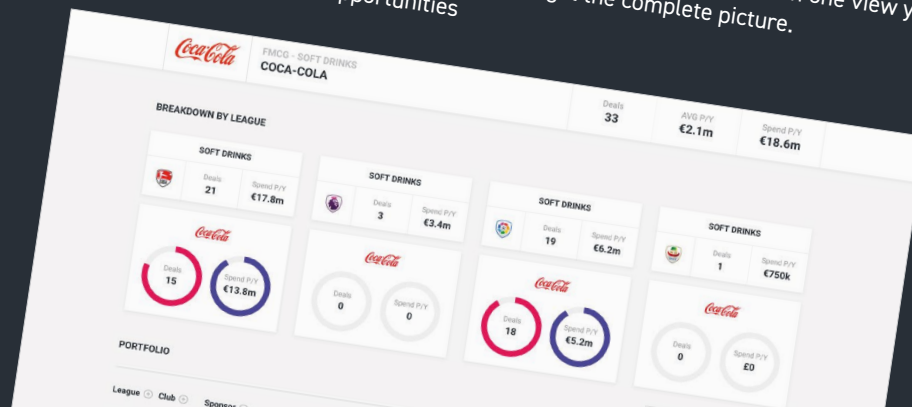 one view y
the complete picture.
opportunities
Coca-Cola
FMCG - SOFT DRINKS
COCA-COLA
Deals
33
AVG P/Y
€2.1m
Spend P/Y
€18.6m
BREAKDOWN BY LEAGUE
SOFT DRINKS
Deals
21
Spend P/Y
€17.8m
Coca-Cola
Deals
15
Spend P/Y
€13.8m
SOFT DRINKS
Deals
3
Spend P/Y
€3.4m
Coca-Cola
Deals
0
Spend P/Y
0
SOFT DRINKS
Deals
19
Spend P/Y
€6.2m
Coca-Cola
Deals
18
Spend P/Y
€5.2m
SOFT DRINKS
Deals
1
Spend P/Y
€750k
Coca-Cola
Deals
0
Spend P/Y
£0
PORTFOLIO
League Club Sponsor